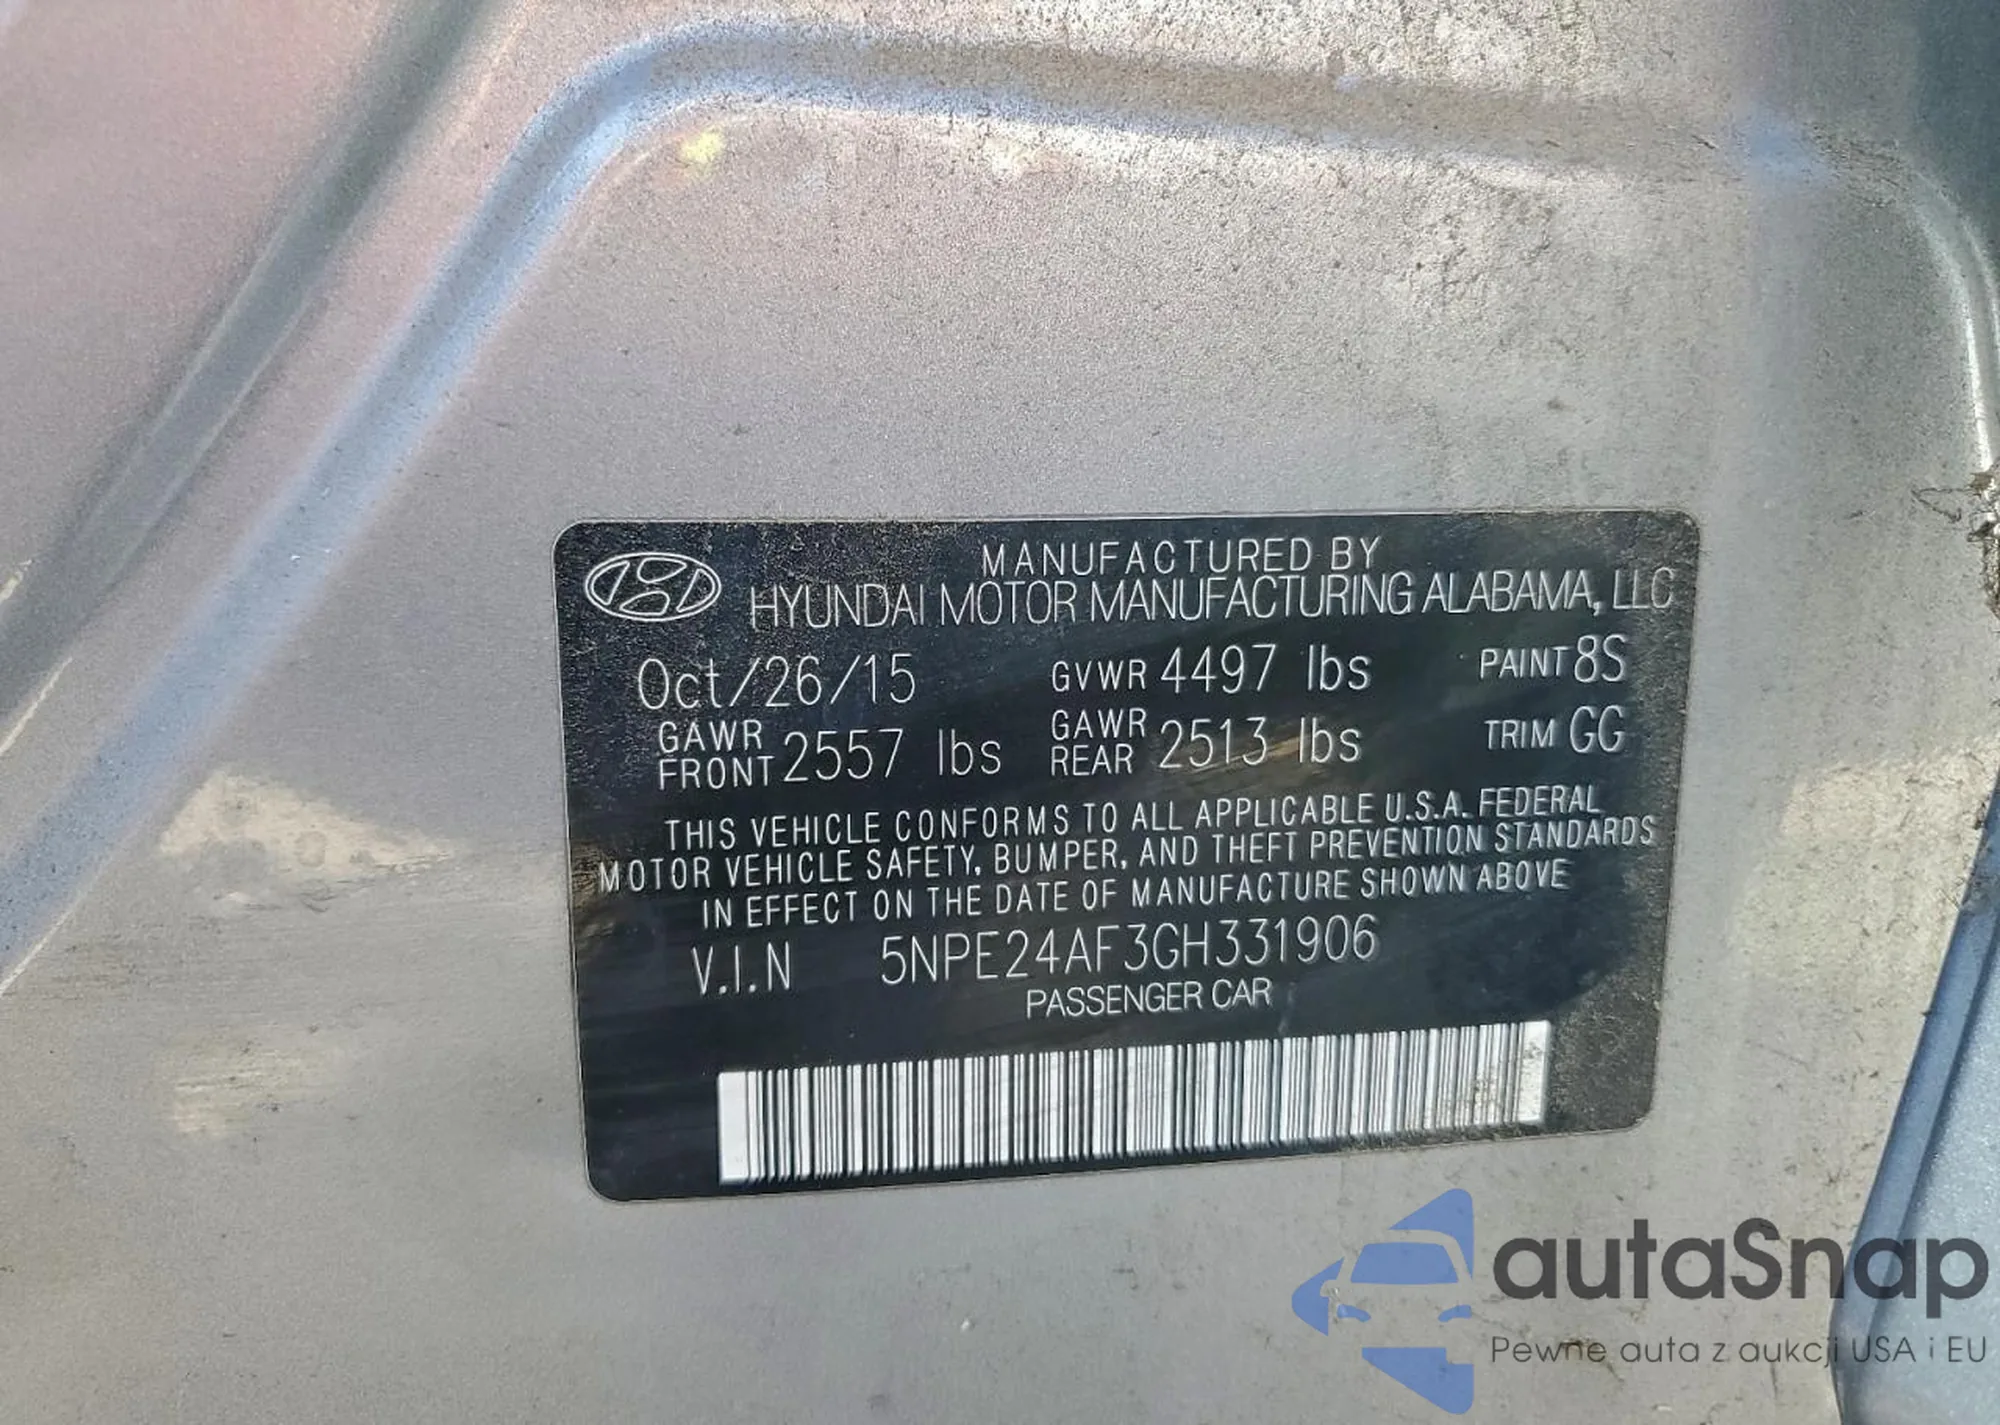 MANUFACTURED BY
HYUNDAI MOTOR MANUFACTURING ALABAMA, LLC
Oct/26/15 GVWR 4497 lbs PAINT 8S
GAWR FRONT 2557 lbs GAWR REAR 2513 lbs TRIM GG
THIS VEHICLE CONFORMS TO ALL APPLICABLE U.S.A. FEDERAL
MOTOR VEHICLE SAFETY, BUMPER, AND THEFT PREVENTION STANDARDS
IN EFFECT ON THE DATE OF MANUFACTURE SHOWN ABOVE
V.I.N 5NPE24AF3GH331906
PASSENGER CAR
autaSnap
Pewne auta z aukcji USA i EU